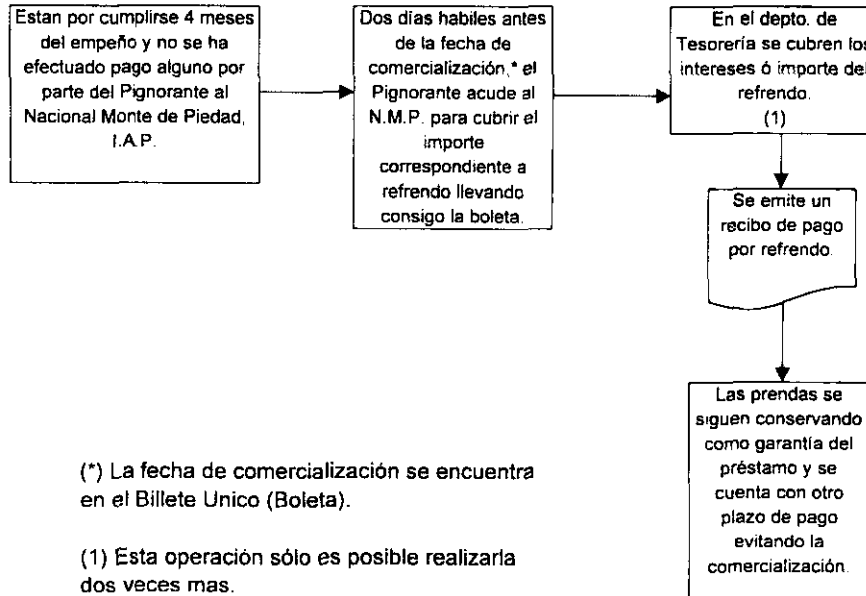 Estan por cumplirse 4 meses
del empeño y no se ha
efectuado pago alguno por
parte del Pignorante al
Nacional Monte de Piedad,
I.A.P.
Dos días habiles antes
de la fecha de
comercialización,* el
Pignorante acude al
N.M.P. para cubrir el
importe
correspondiente a
refrendo llevando
consigo la boleta.
En el depto. de
Tesorería se cubren los
intereses ó importe del
refrendo.
(1)
Se emite un
recibo de pago
por refrendo.
Las prendas se
siguen conservando
como garantía del
préstamo y se
cuenta con otro
plazo de pago
evitando la
comercialización.
(*) La fecha de comercialización se encuentra
en el Billete Unico (Boleta).
(1) Esta operación sólo es posible realizarla
dos veces mas.